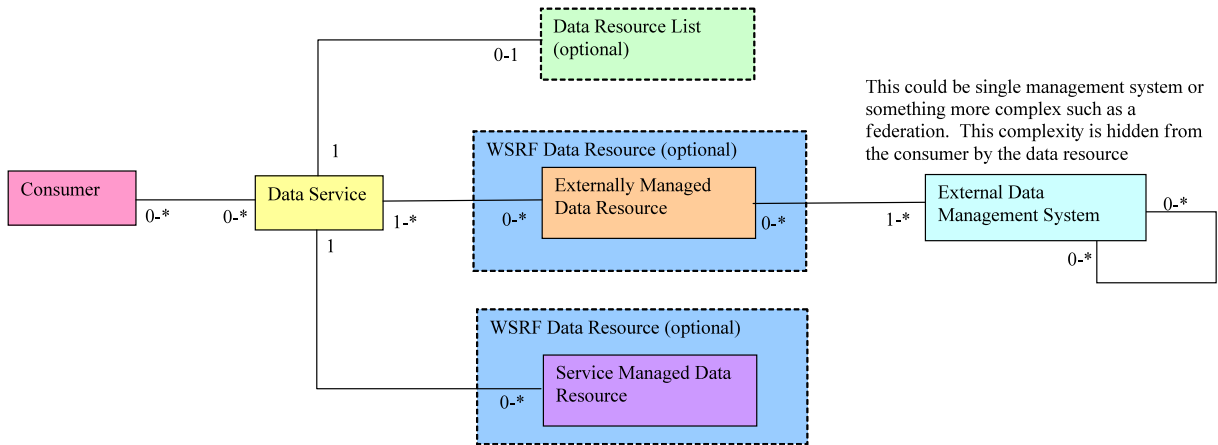 Data Resource List
(optional)
0-1
This could be single management system or
something more complex such as a
federation.  This complexity is hidden from
the consumer by the data resource
1
WSRF Data Resource (optional)
Consumer
Data Service
Externally Managed
Data Resource
External Data
Management System
0-*
0-*
0-*
1-*
0-*
0-*
1-*
1
0-*
WSRF Data Resource (optional)
Service Managed Data
Resource
0-*